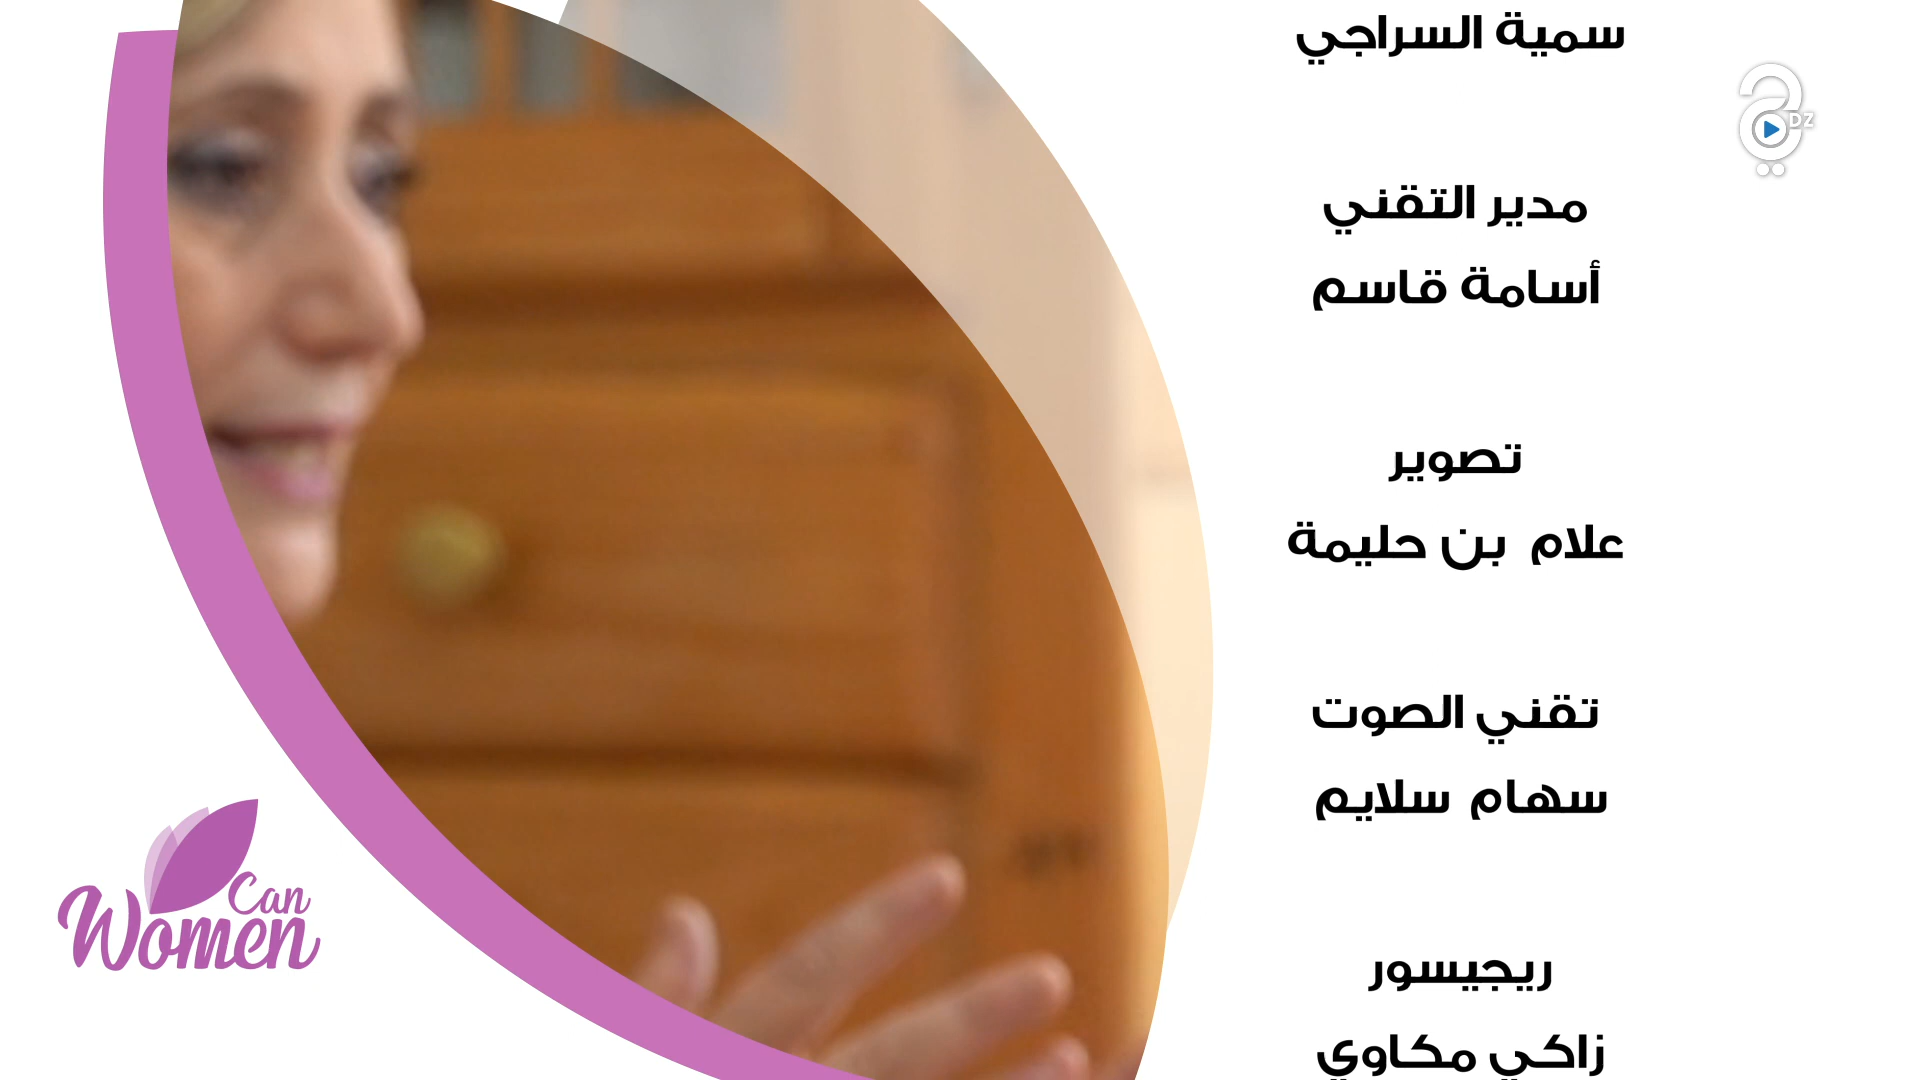 سمية السراجي
DZ
مدير التقني
أسامة قاسم
تصوير
علام بن حليمة
تقني الصوت
سهام سلايم
ريجيسور
زاكي مكاوي
Can
Women